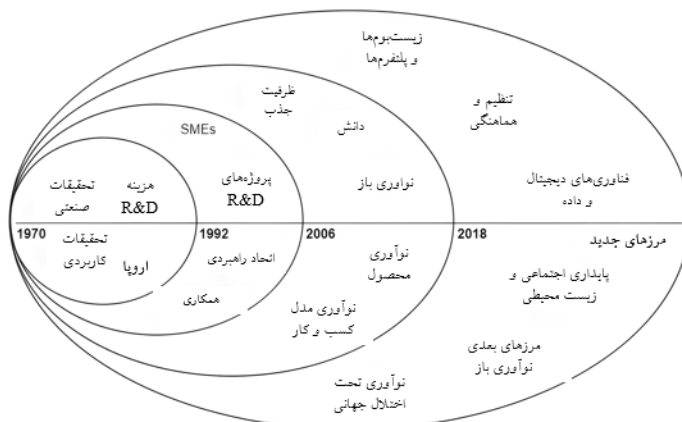 زیست‌بوم‌ها
و پلتفرم‌ها
ظرفیت
جذب
تنظیم و
هماهنگی
SMEs
دانش
تحقیقات
صنعتی
هزینه
R&D
پروژه‌های
R&D
نواوری باز
فناوری‌های دیجیتال
و داده
1970
1992
2006
2018
مرزهای جدید
تحقیقات
کاربردی
اروپا
اتحاد راهبردی
همکاری
نوآوری
محصول
نوآوری مدل
کسب و کار
پایداری اجتماعی و
زیست محیطی
مرزهای بعدی
نوآوری باز
نوآوری تحت
اختلال جهانی